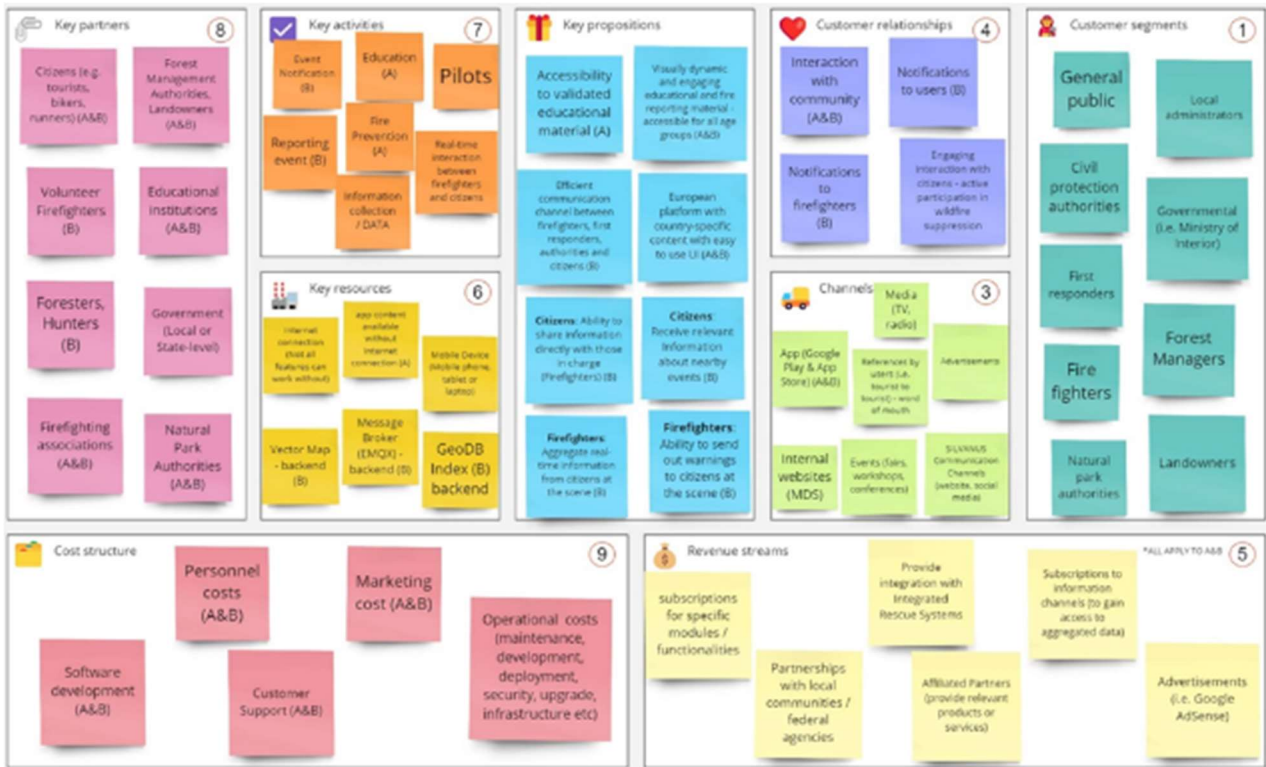 Key partners
8
Citizens (e.g.
tourists,
bikers,
runners) (A&B)
Forest
Management
Authorities,
Landowners
(A&B)
Volunteer
Firefighters
(B)
Educational
institutions
(A&B)
Foresters,
Hunters
(B)
Government
(Local or
State-level)
Firefighting
associations
(A&B)
Natural
Park
Authorities
(A&B)
Key activities
7
Event
Notification
(B)
Education
(A)
Pilots
Reporting
event (B)
Fire
Prevention
(A)
Real-time
interaction
between
firefighters
and citizens
Information
collection
/ DATA
Key resources
6
Internet
connection
(Not all
features can
work without)
app content
available
without
internet
connection (A)
Mobile Device
(Mobile phone,
tablet or
laptop)
Vector Map
- backend
(B)
Message
Broker
(EMQX) -
backend (B)
GeoDB
Index (B)
backend
Key propositions
Accessibility
to validated
educational
material (A)
Visually dynamic
and engaging
educational and fire
reporting material -
accessible for all age
groups (A&B)
Efficient
communication
channel between
firefighters, first
responders,
authorities and
citizens (B)
European
platform with
country-specific
content with easy
to use UI (A&B)
Citizens: Ability to
share information
directly with those
in charge
(Firefighters) (B)
Citizens:
Receive relevant
information
about nearby
events (B)
Firefighters:
Aggregate real-
time information
from citizens at
the scene (B)
Firefighters:
Ability to send
out warnings
to citizens at
the scene (B)
Customer relationships
4
Interaction
with
community
(A&B)
Notifications
to users (B)
Notifications
to
firefighters
(B)
Engaging
interaction with
citizens - active
participation in
wildfire
suppression
Channels
3
Media
(TV,
radio)
App (Google
Play & App
Store) (A&B)
References by
users (i.e.
tourist to
tourist) - word
of mouth
Advertisements
Internal
websites
(MDS)
Events (fairs,
workshops,
conferences)
SILVANUS
Communication
Channels
(website, social
media)
Customer segments
1
General
public
Local
administrators
Civil
protection
authorities
Governmental
(i.e. Ministry of
Interior)
First
responders
Forest
Managers
Fire
fighters
Natural
park
authorities
Landowners
Cost structure
9
Personnel
costs
(A&B)
Marketing
cost (A&B)
Operational costs
(maintenance,
development,
deployment,
security, upgrade,
infrastructure etc)
Software
development
(A&B)
Customer
Support (A&B)
Revenue streams
*ALL APPLY TO A&B
5
subscriptions
for specific
modules /
functionalities
Provide
integration with
Integrated
Rescue Systems
Subscriptions to
information
channels (to gain
access to
aggregated data)
Partnerships
with local
communities /
federal
agencies
Affiliated Partners
(provide relevant
products or
services)
Advertisements
(i.e. Google
AdSense)